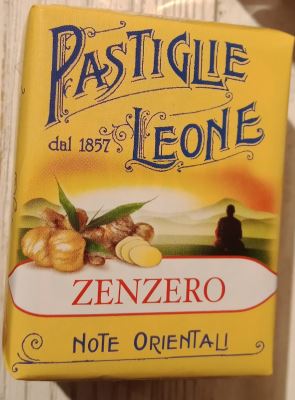 PASTIGLIE
dal 1857 LEONE
ZENZERO
NOTE ORIENTALI